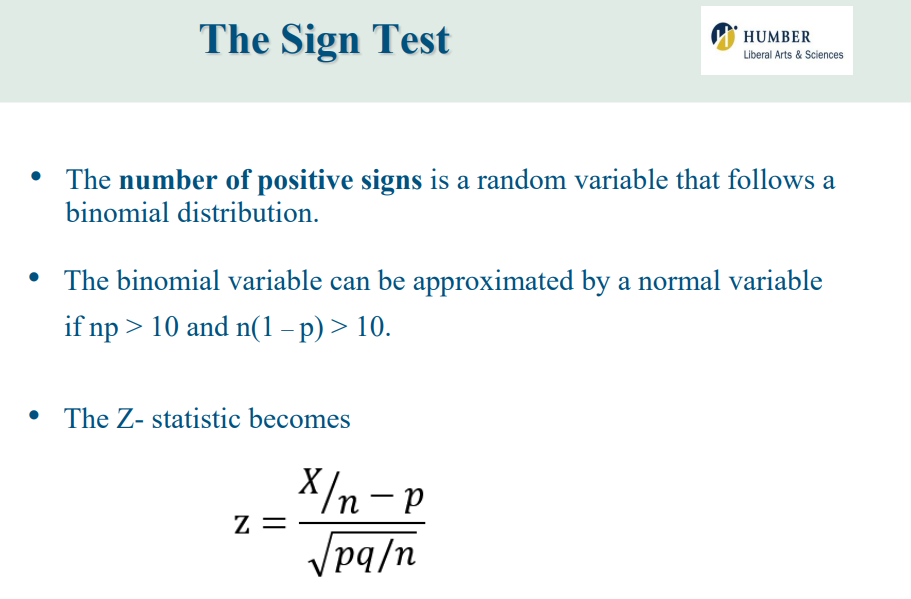 The Sign Test
HUMBER
Liberal Arts & Sciences
• The number of positive signs is a random variable that follows a
binomial distribution.
• The binomial variable can be approximated by a normal variable
if np > 10 and n(1 – p) > 10.
• The Z- statistic becomes
z = (X/n − p) / √(pq/n)